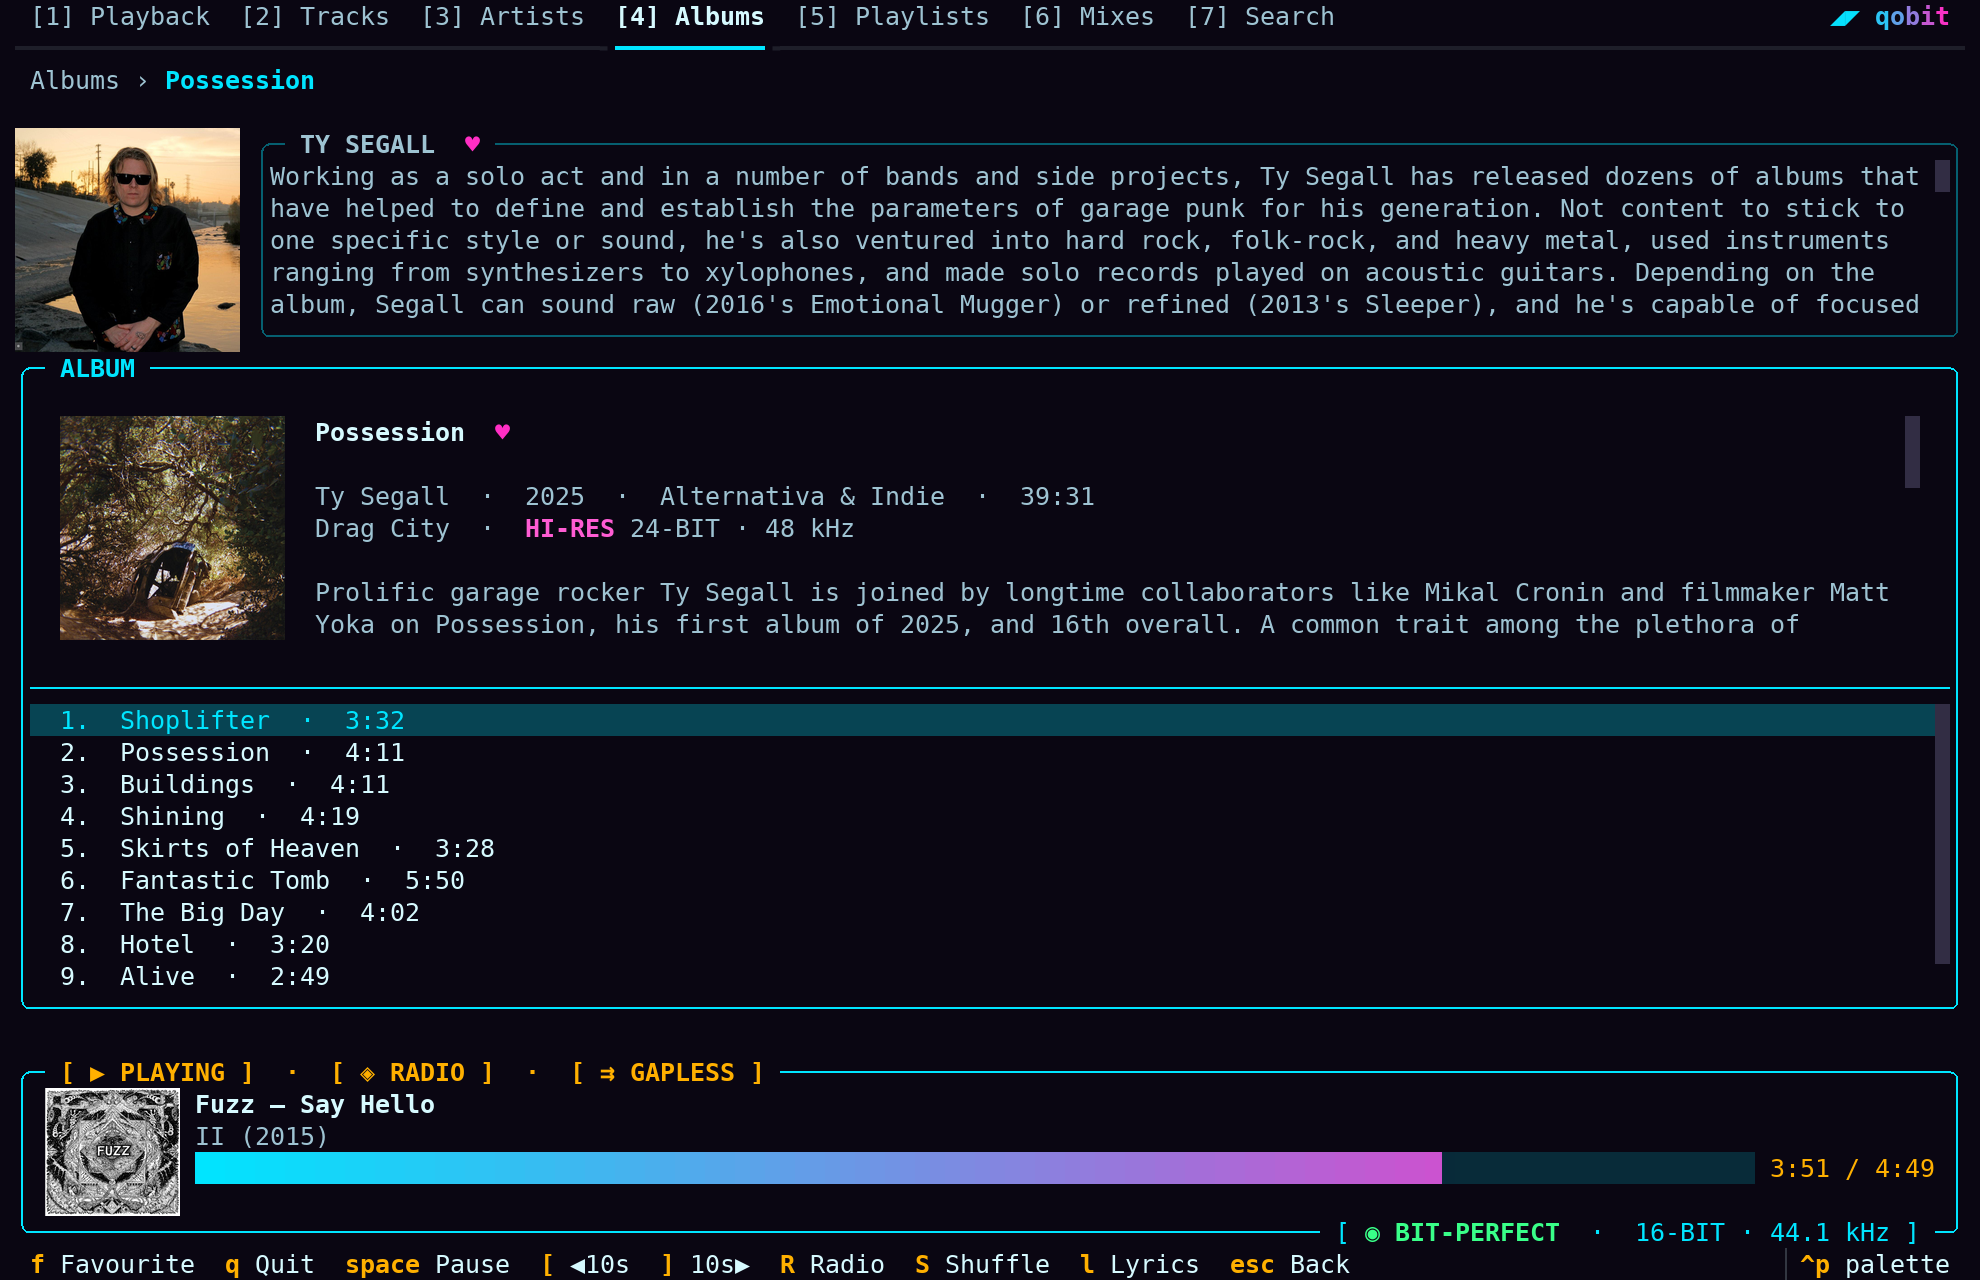 [1] Playback [2] Tracks [3] Artists [4] Albums [5] Playlists [6] Mixes [7] Search ◢◤ qobit
Albums › Possession
TY SEGALL ♥
Working as a solo act and in a number of bands and side projects, Ty Segall has released dozens of albums that
have helped to define and establish the parameters of garage punk for his generation. Not content to stick to
one specific style or sound, he's also ventured into hard rock, folk-rock, and heavy metal, used instruments
ranging from synthesizers to xylophones, and made solo records played on acoustic guitars. Depending on the
album, Segall can sound raw (2016's Emotional Mugger) or refined (2013's Sleeper), and he's capable of focused
ALBUM
Possession ♥
Ty Segall · 2025 · Alternativa & Indie · 39:31
Drag City · HI-RES 24-BIT · 48 kHz
Prolific garage rocker Ty Segall is joined by longtime collaborators like Mikal Cronin and filmmaker Matt
Yoka on Possession, his first album of 2025, and 16th overall. A common trait among the plethora of
1. Shoplifter · 3:32
2. Possession · 4:11
3. Buildings · 4:11
4. Shining · 4:19
5. Skirts of Heaven · 3:28
6. Fantastic Tomb · 5:50
7. The Big Day · 4:02
8. Hotel · 3:20
9. Alive · 2:49
[ ▶ PLAYING ] · [ ◈ RADIO ] · [ ⇉ GAPLESS ]
FUZZ
Fuzz — Say Hello
II (2015)
3:51 / 4:49
[ ◉ BIT-PERFECT · 16-BIT · 44.1 kHz ]
f Favourite q Quit space Pause [ ◀10s ] 10s▶ R Radio S Shuffle l Lyrics esc Back ^p palette